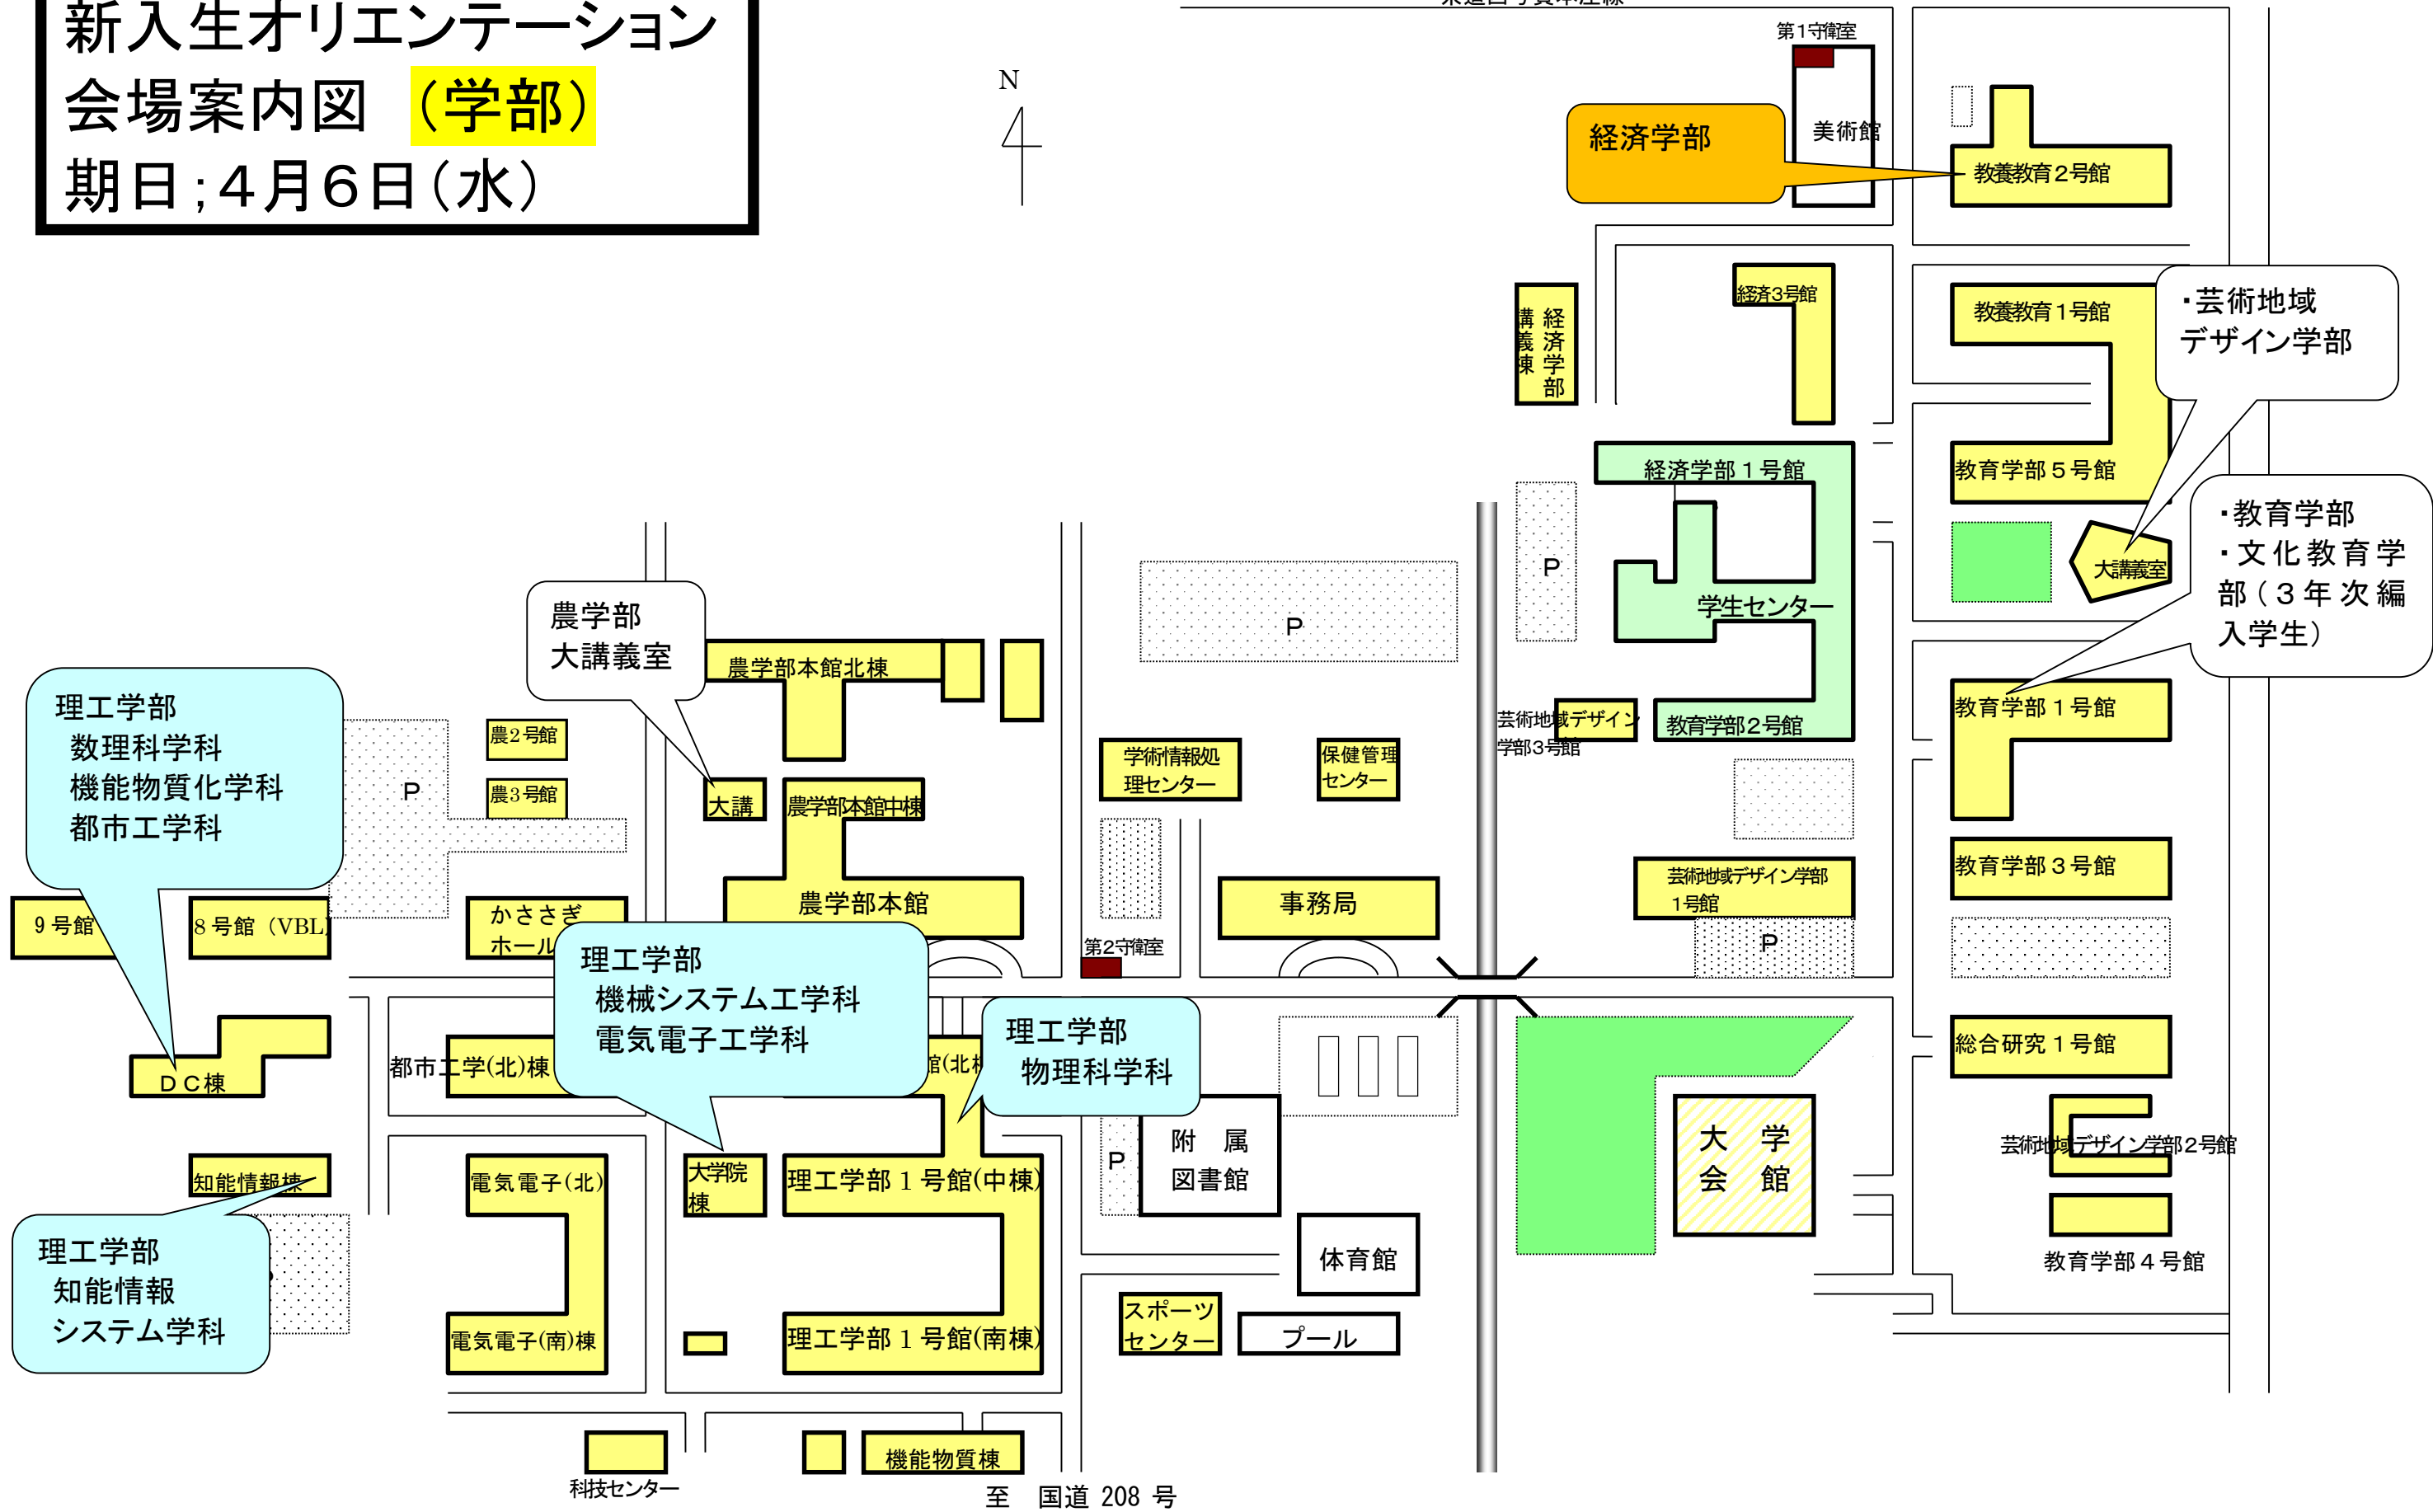 新入生オリエンテーション
会場案内図 (学部)
期日;4月6日(水)
N
第1守衛室
美術館
経済学部
教養教育2号館
経済3号館
経済学部
講義棟
教養教育1号館
・芸術地域
デザイン学部
経済学部1号館
教育学部5号館
・教育学部
・文化教育学
部(3年次編
入学生)
大講義室
P
学生センター
P
農学部
大講義室
農学部本館北棟
理工学部
数理科学科
機能物質化学科
都市工学科
農2号館
農3号館
P
大講
農学部本館中棟
学術情報処
理センター
保健管理
センター
芸術地域デザイン
学部3号館
教育学部2号館
教育学部1号館
教育学部3号館
芸術地域デザイン学部
1号館
P
9号館
8号館(VBL)
かささぎ
ホール
農学部本館
事務局
第2守衛室
理工学部
機械システム工学科
電気電子工学科
理工学部
物理科学科
館(北棟
都市工学(北)棟
DC棟
総合研究1号館
附 属
図書館
P
大 学
会 館
芸術地域デザイン学部2号館
知能情報棟
電気電子(北)
大学院
棟
理工学部1号館(中棟)
理工学部
知能情報
システム学科
体育館
教育学部4号館
電気電子(南)棟
理工学部1号館(南棟)
スポーツ
センター
プール
機能物質棟
科技センター
至 国道 208 号